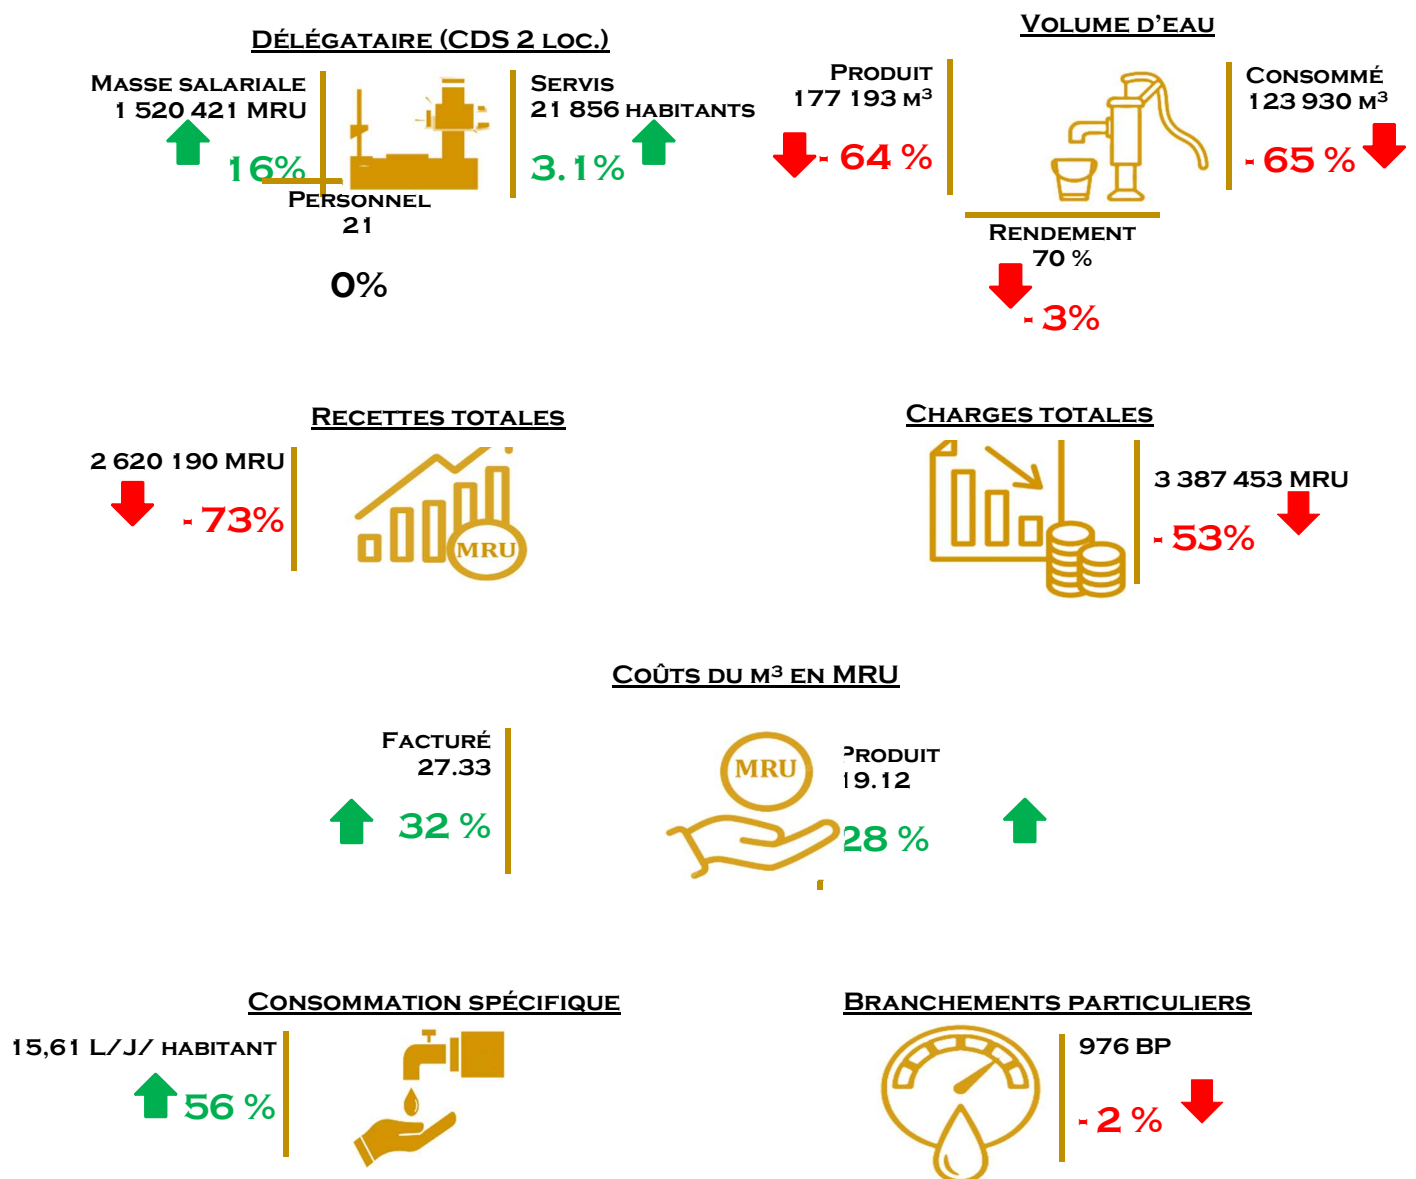 DÉLÉGATAIRE (CDS 2 LOC.)
MASSE SALARIALE
1 520 421 MRU
16%
SERVIS
21 856 HABITANTS
3.1%
PERSONNEL
21
0%
VOLUME D'EAU
PRODUIT
177 193 M³
- 64 %
CONSOMMÉ
123 930 M³
- 65 %
RENDEMENT
70 %
- 3%
RECETTES TOTALES
2 620 190 MRU
- 73%
MRU
CHARGES TOTALES
3 387 453 MRU
- 53%
COÛTS DU M³ EN MRU
FACTURÉ
27.33
32 %
MRU
PRODUIT
19.12
28 %
CONSOMMATION SPÉCIFIQUE
15,61 L/J/ HABITANT
56 %
BRANCHEMENTS PARTICULIERS
976 BP
- 2 %